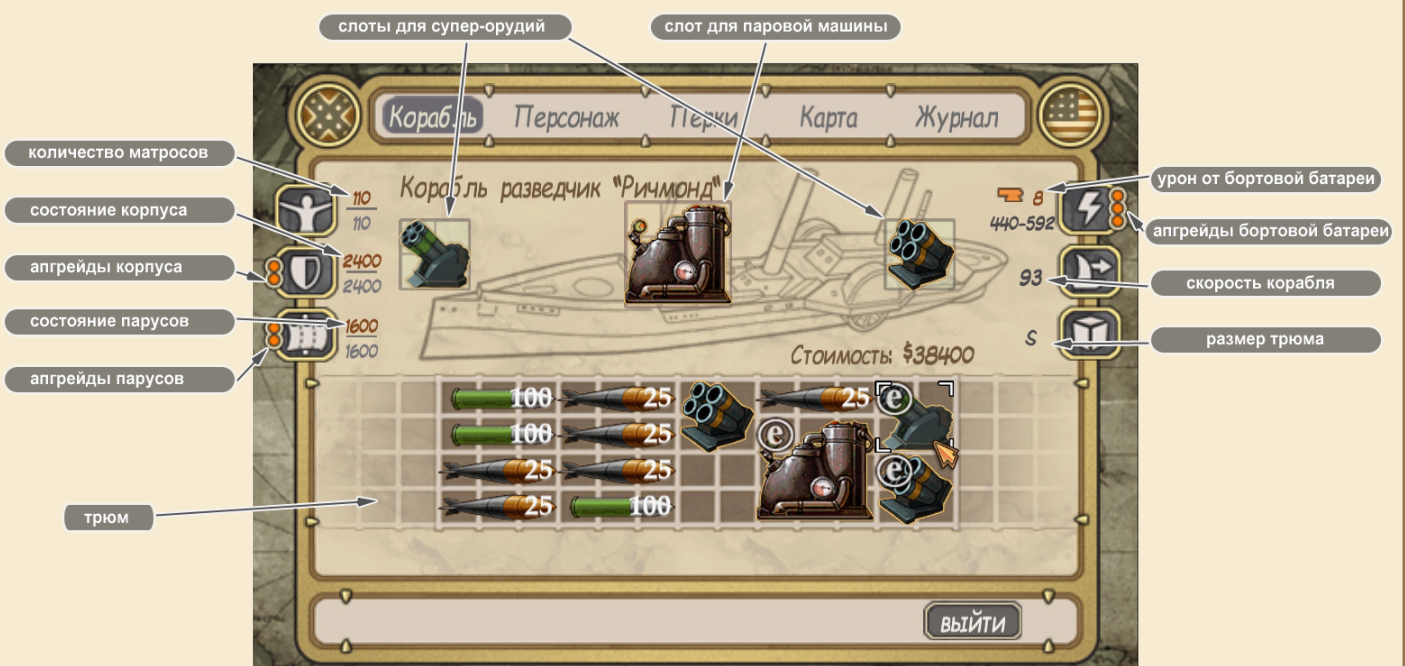 слоты для супер-орудий
слот для паровой машины
Корабль Персонаж Перки Карта Журнал
количество матросов
состояние корпуса
апгрейды корпуса
состояние парусов
апгрейды парусов
трюм
110
110
2400
2400
1600
1600
Корабль разведчик "Ричмонд"
8
440-592
93
S
Стоимость: $38400
урон от бортовой батареи
апгрейды бортовой батареи
скорость корабля
размер трюма
100 25 25
100 25
25 25
25 100
e
e
e
ВЫЙТИ